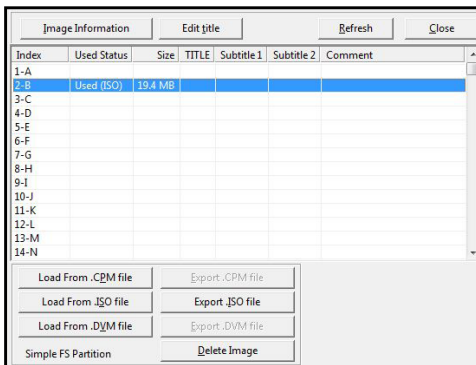 Image Information Edit title Refresh Close
Index Used Status Size TITLE Subtitle 1 Subtitle 2 Comment
1-A
2-B Used (ISO) 19.4 MB
3-C
4-D
5-E
6-F
7-G
8-H
9-I
10-J
11-K
12-L
13-M
14-N
Load From .CPM file Export .CPM file
Load From .ISO file Export .ISO file
Load From .DVM file Export .DVM file
Simple FS Partition Delete Image